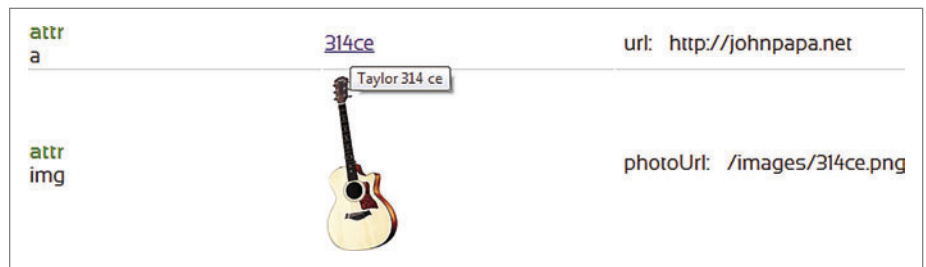 attr
a
314ce
url: http://johnpapa.net
Taylor 314 ce
attr
img
photoUrl: /images/314ce.png